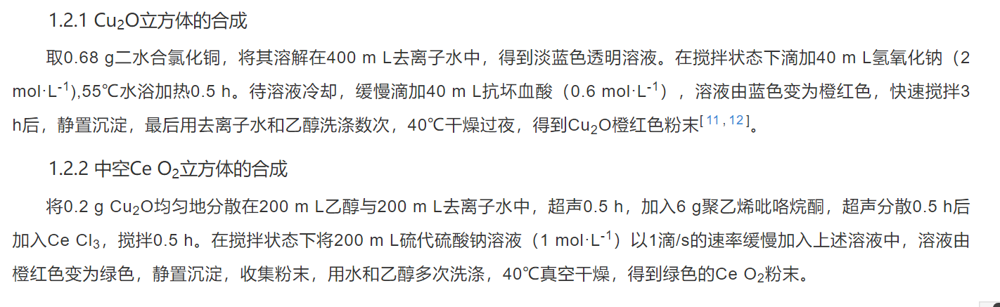 1.2.1 Cu₂O立方体的合成
取0.68 g二水合氯化铜，将其溶解在400 m L去离子水中，得到淡蓝色透明溶液。在搅拌状态下滴加40 m L氢氧化钠（2
mol·L⁻¹),55℃水浴加热0.5 h。待溶液冷却，缓慢滴加40 m L抗坏血酸（0.6 mol·L⁻¹），溶液由蓝色变为橙红色，快速搅拌3
h后，静置沉淀，最后用去离子水和乙醇洗涤数次，40℃干燥过夜，得到Cu₂O橙红色粉末[11,12]。
1.2.2 中空Ce O₂立方体的合成
将0.2 g Cu₂O均匀地分散在200 m L乙醇与200 m L去离子水中，超声0.5 h，加入6 g聚乙烯吡咯烷酮，超声分散0.5 h后
加入Ce Cl₃，搅拌0.5 h。在搅拌状态下将200 m L硫代硫酸钠溶液（1 mol·L⁻¹）以1滴/s的速率缓慢加入上述溶液中，溶液由
橙红色变为绿色，静置沉淀，收集粉末，用水和乙醇多次洗涤，40℃真空干燥，得到绿色的Ce O₂粉末。